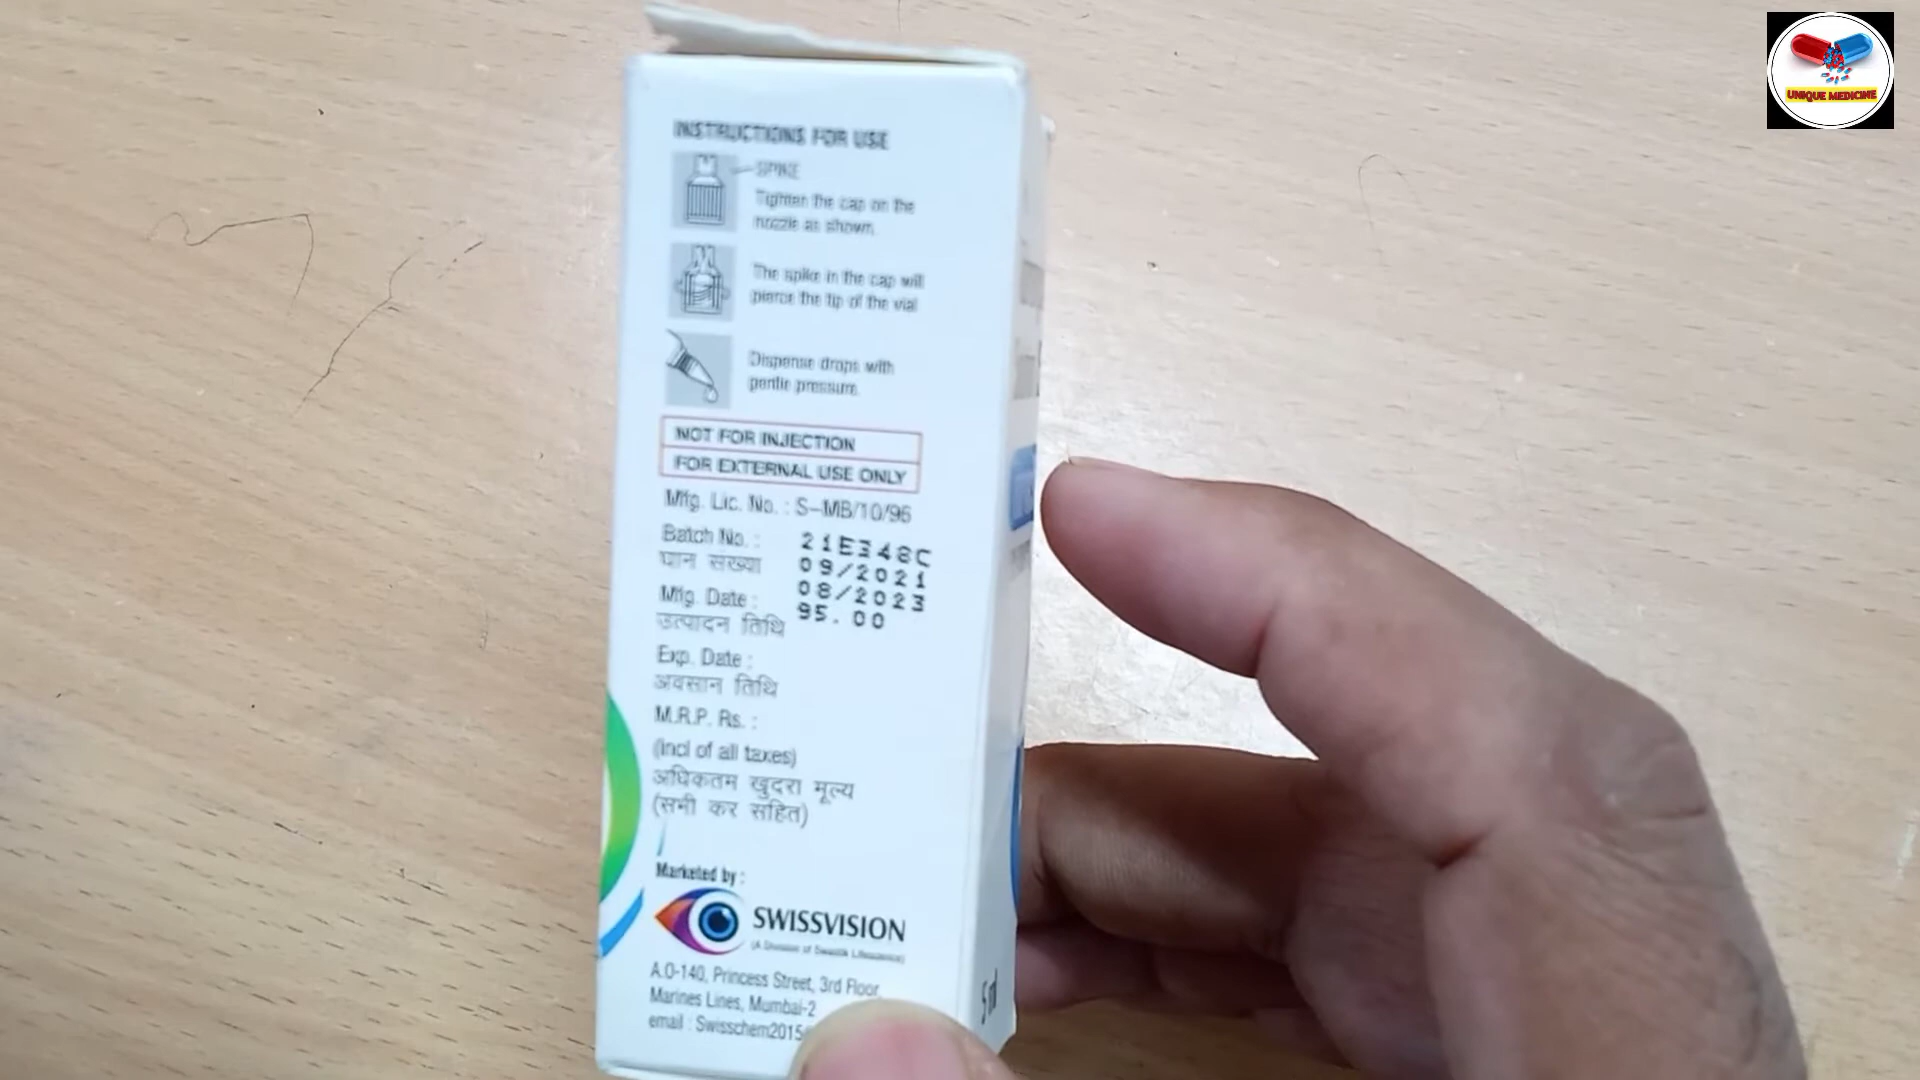 UNIQUE MEDICINE
INSTRUCTIONS FOR USE
SPIKE
Tighten the cap on the
nozzle as shown.
The spike in the cap will
pierce the tip of the vial
Dispense drops with
gentle pressure.
NOT FOR INJECTION
FOR EXTERNAL USE ONLY
Mfg. Lic. No. : S-MB/10/96
Batch No. : 21E348C
घान संख्या 09/2021
Mfg. Date : 08/2023
उत्पादन तिथि 95.00
Exp. Date :
अवसान तिथि
M.R.P. Rs. :
(incl of all taxes)
अधिकतम खुदरा मूल्य
(सभी कर सहित)
Marketed by :
SWISSVISION
(A Division of Swastik Lifescience)
A.O-140, Princess Street, 3rd Floor,
Marines Lines, Mumbai-2
email : Swisschem2015
5 ml